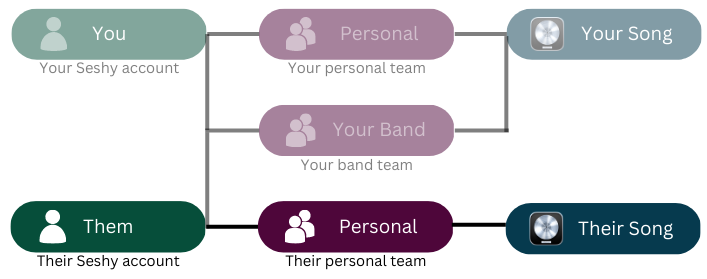 You
Personal
Your Song
Your Seshy account
Your personal team
Your Band
Your band team
Them
Personal
Their Song
Their Seshy account
Their personal team